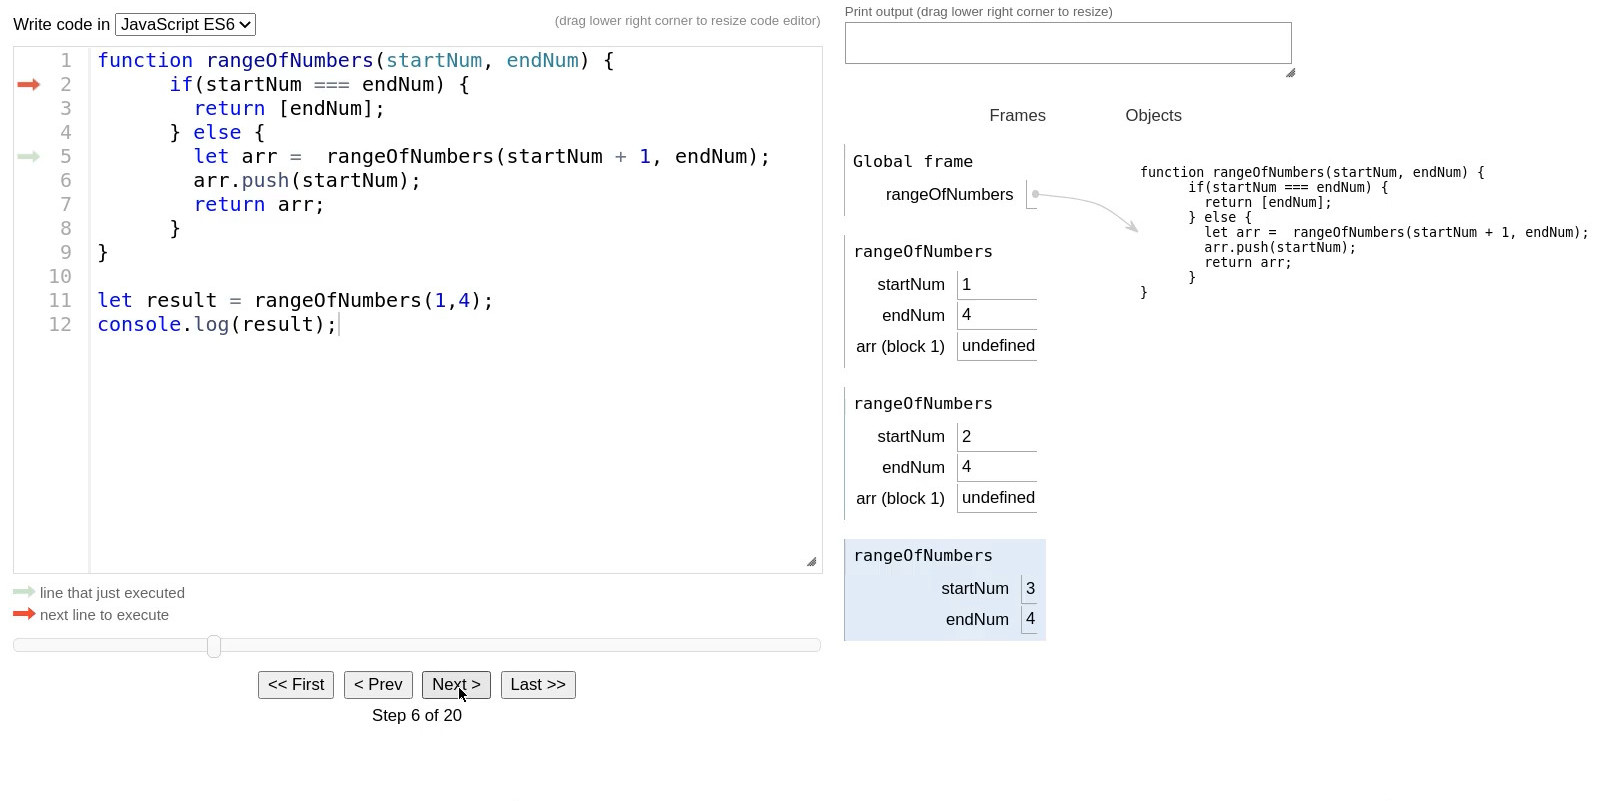 Write code in JavaScript ES6
(drag lower right corner to resize code editor)
1 function rangeOfNumbers(startNum, endNum) {
2       if(startNum === endNum) {
3         return [endNum];
4       } else {
5         let arr =  rangeOfNumbers(startNum + 1, endNum);
6         arr.push(startNum);
7         return arr;
8       }
9 }
10
11 let result = rangeOfNumbers(1,4);
12 console.log(result);
line that just executed
next line to execute
<< First < Prev Next > Last >>
Step 6 of 20
Print output (drag lower right corner to resize)
Frames Objects
Global frame
rangeOfNumbers
rangeOfNumbers
startNum 1
endNum 4
arr (block 1) undefined
rangeOfNumbers
startNum 2
endNum 4
arr (block 1) undefined
rangeOfNumbers
startNum 3
endNum 4
function rangeOfNumbers(startNum, endNum) {
      if(startNum === endNum) {
        return [endNum];
      } else {
        let arr =  rangeOfNumbers(startNum + 1, endNum);
        arr.push(startNum);
        return arr;
      }
}